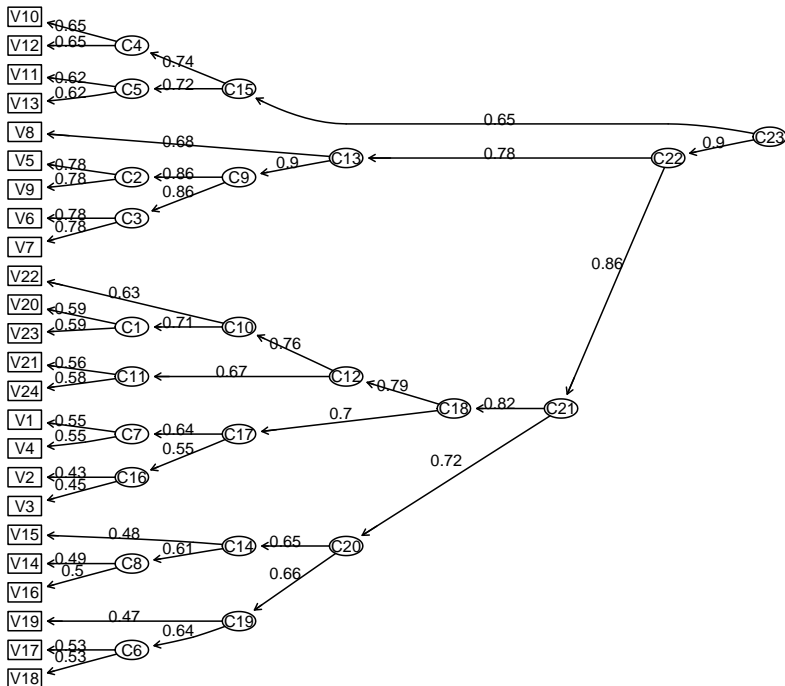 V10
0.65
V12
0.65
C4
0.74
V11
0.62
C5
0.72
C15
V13
0.62
0.65
V8
0.68
C23
0.9
V5
0.78
C2
0.86
C9
0.9
C13
0.78
C22
V9
0.78
0.86
V6
0.78
C3
V7
0.78
0.86
V22
0.63
V20
0.59
C1
0.71
C10
V23
0.59
0.76
V21
0.56
C11
0.67
C12
V24
0.58
0.79
C18
0.82
C21
V1
0.55
C7
0.64
C17
0.7
V4
0.55
0.55
V2
0.43
C16
V3
0.45
0.72
V15
0.48
C14
0.65
C20
V14
0.49
C8
0.61
V16
0.5
0.66
V19
0.47
C19
V17
0.53
C6
0.64
V18
0.53